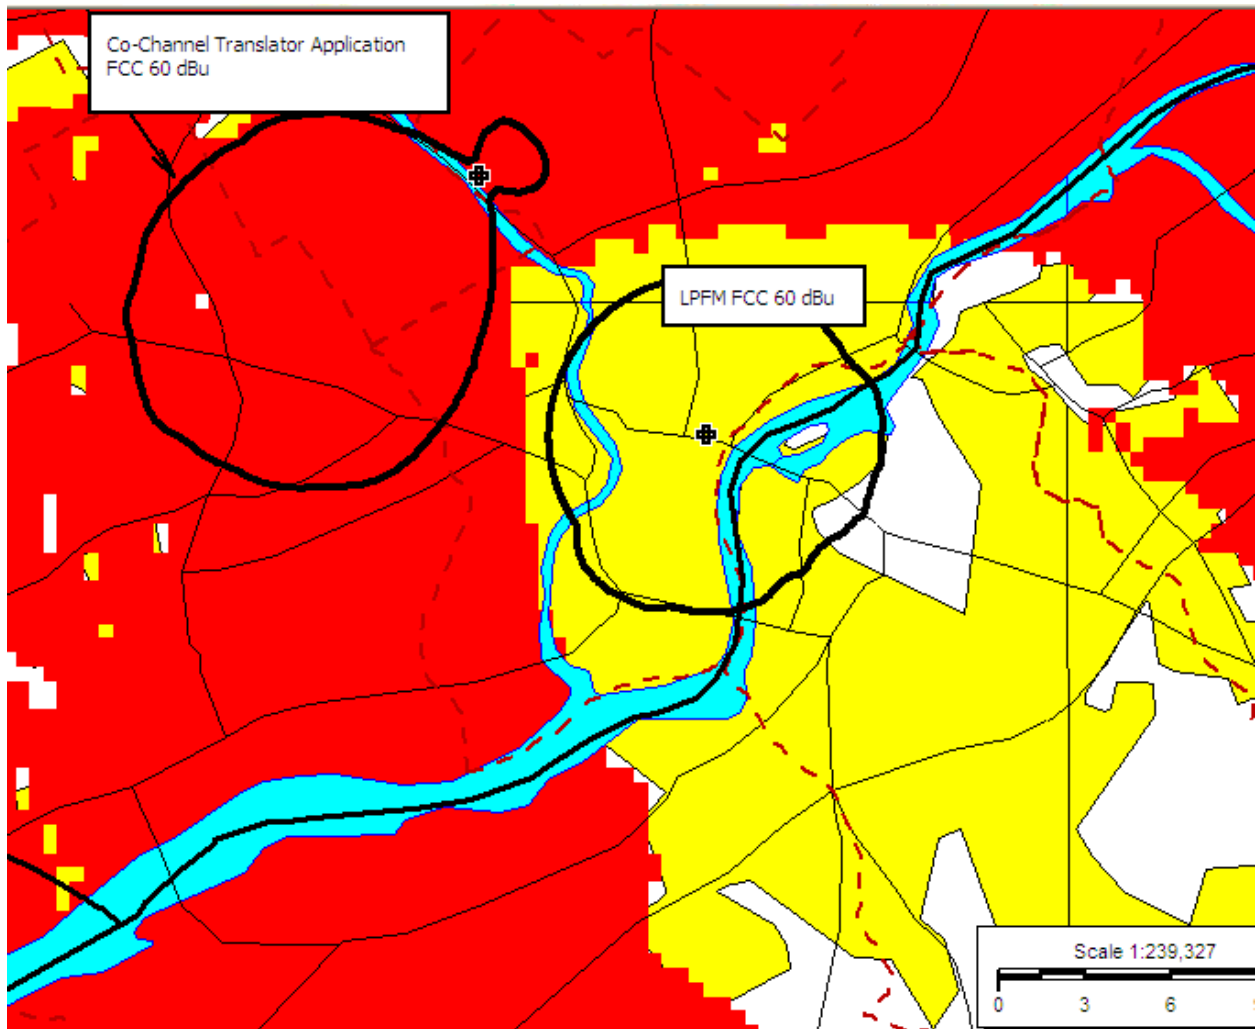 Co-Channel Translator Application
FCC 60 dBu
LPFM FCC 60 dBu
Scale 1:239,327
0 3 6